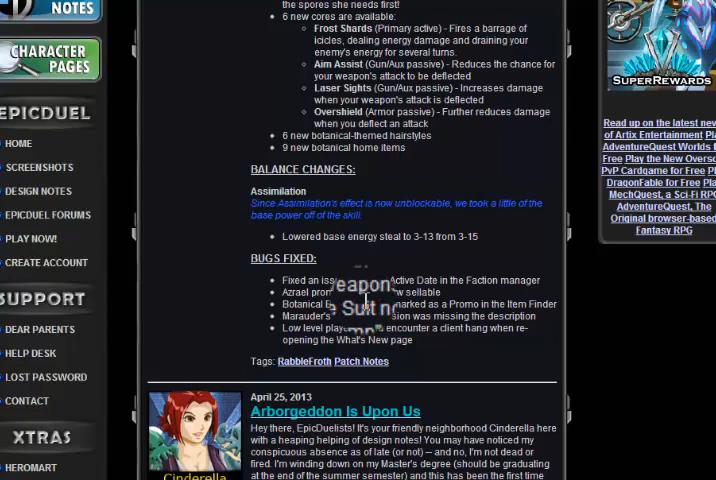 NOTES
CHARACTER
PAGES
EPICDUEL
HOME
SCREENSHOTS
DESIGN NOTES
EPICDUEL FORUMS
PLAY NOW!
CREATE ACCOUNT
SUPPORT
DEAR PARENTS
HELP DESK
LOST PASSWORD
CONTACT
XTRAS
HEROMART
the spores she needs first!
6 new cores are available:
Frost Shards (Primary active) - Fires a barrage of
icicles, dealing energy damage and draining your
enemy's energy for several turns.
Aim Assist (Gun/Aux passive) - Reduces the chance for
your weapon's attack to be deflected
Laser Sights (Gun/Aux passive) - Increases damage
when your weapon's attack is deflected
Overshield (Armor passive) - Further reduces damage
when you deflect an attack
6 new botanical-themed hairstyles
9 new botanical home items
BALANCE CHANGES:
Assimilation
Since Assimilation's effect is now unblockable, we took a little of the
base power off of the skill.
Lowered base energy steal to 3-13 from 3-15
BUGS FIXED:
Fixed an Active Date in the Faction manager
Azrael sellable
Botanical marked as a Promo in the Item Finder
Marauder's was missing the description
Low level encounter a client hang when re-
opening the What's New page
Tags: RabbleFroth Patch Notes
April 25, 2013
Arborgeddon Is Upon Us
Hey there, EpicDuelists! It's your friendly neighborhood Cinderella here
with a heaping helping of design notes! You may have noticed my
conspicuous absence as of late (or not) -- and no, I'm not dead or
fired. I'm winding down on my Master's degree (should be graduating
at the end of the summer semester) and this has been the first time
Cinderella
SUPERREWARDS
Read up on the latest
of Artix Entertainment
AdventureQuest Worlds
Free Play the New
PvP Cardgame for Free
DragonFable for Free
MechQuest, a Sci-Fi RPG
AdventureQuest, The
Original browser-based
Fantasy RPG